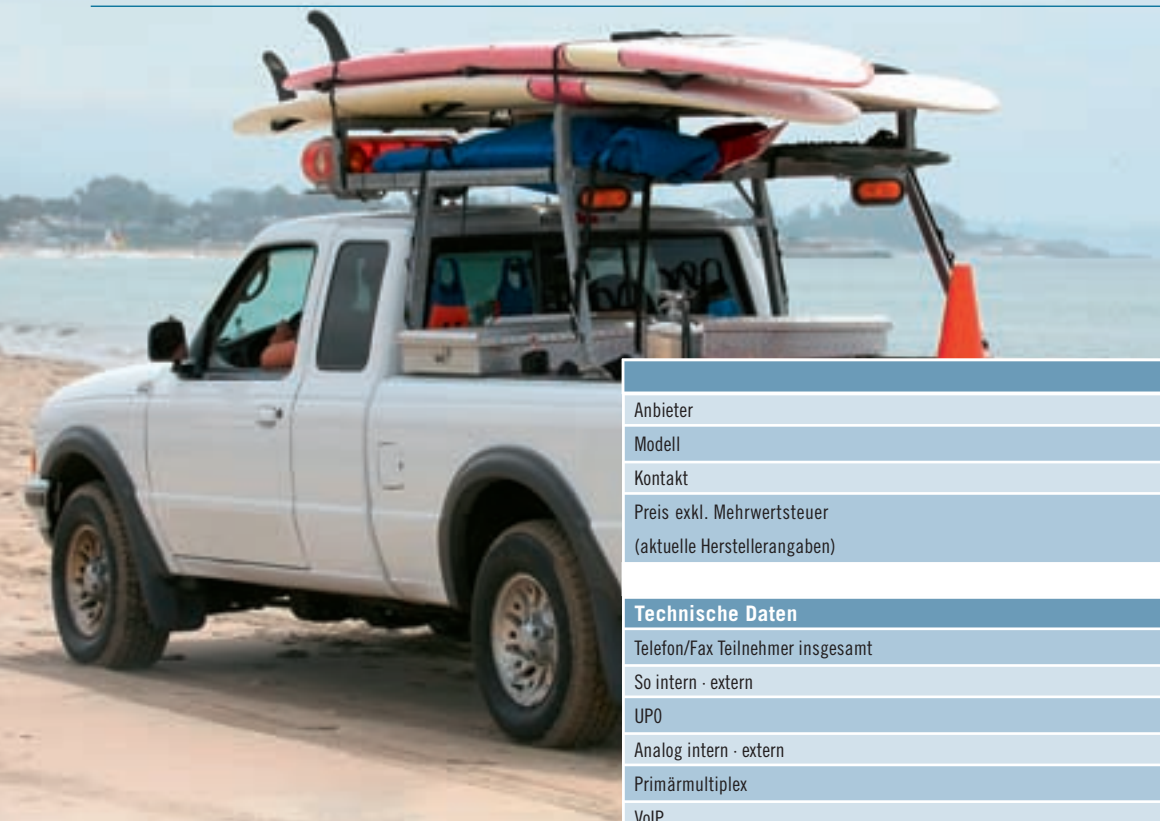 Anbieter
Modell
Kontakt
Preis exkl. Mehrwertsteuer
(aktuelle Herstellerangaben)
Technische Daten
Telefon/Fax Teilnehmer insgesamt
So intern · extern
UP0
Analog intern · extern
Primärmultiplex
VoIP